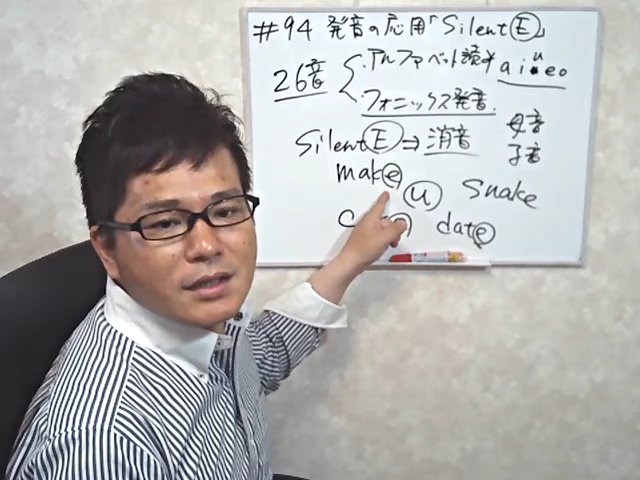 #94 発音の応用「Silent E」
26音 アルファベット読み aiueo
フォニックス発音.
Silent E ⇒ 消音 母音
make 子音
u snake
date